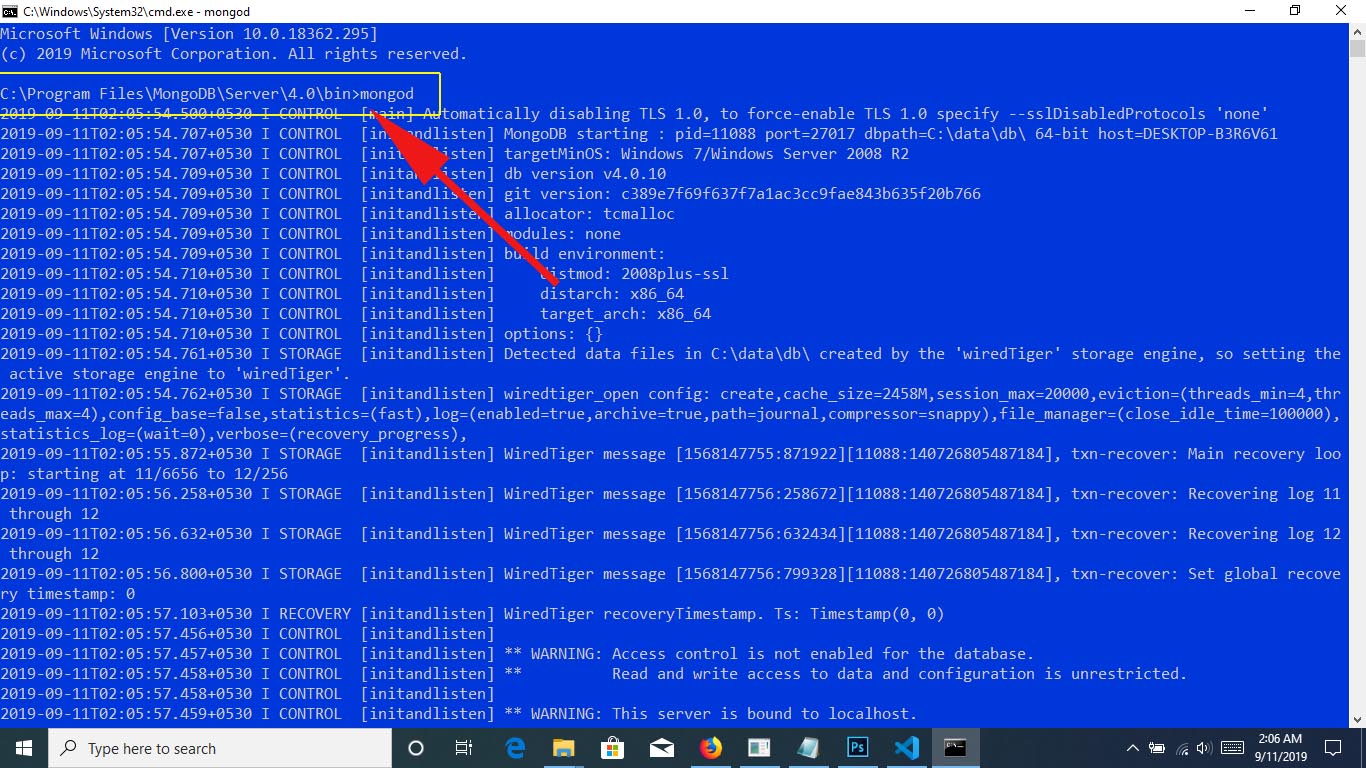 C:\Windows\System32\cmd.exe - mongod
Microsoft Windows [Version 10.0.18362.295]
(c) 2019 Microsoft Corporation. All rights reserved.
C:\Program Files\MongoDB\Server\4.0\bin>mongod
2019-09-11T02:05:54.500+0530 I CONTROL  [main] Automatically disabling TLS 1.0, to force-enable TLS 1.0 specify --sslDisabledProtocols 'none'
2019-09-11T02:05:54.707+0530 I CONTROL  [initandlisten] MongoDB starting : pid=11088 port=27017 dbpath=C:\data\db\ 64-bit host=DESKTOP-B3R6V61
2019-09-11T02:05:54.707+0530 I CONTROL  [initandlisten] targetMinOS: Windows 7/Windows Server 2008 R2
2019-09-11T02:05:54.709+0530 I CONTROL  [initandlisten] db version v4.0.10
2019-09-11T02:05:54.709+0530 I CONTROL  [initandlisten] git version: c389e7f69f637f7a1ac3cc9fae843b635f20b766
2019-09-11T02:05:54.709+0530 I CONTROL  [initandlisten] allocator: tcmalloc
2019-09-11T02:05:54.709+0530 I CONTROL  [initandlisten] modules: none
2019-09-11T02:05:54.709+0530 I CONTROL  [initandlisten] build environment:
2019-09-11T02:05:54.710+0530 I CONTROL  [initandlisten]     distmod: 2008plus-ssl
2019-09-11T02:05:54.710+0530 I CONTROL  [initandlisten]     distarch: x86_64
2019-09-11T02:05:54.710+0530 I CONTROL  [initandlisten]     target_arch: x86_64
2019-09-11T02:05:54.710+0530 I CONTROL  [initandlisten] options: {}
2019-09-11T02:05:54.761+0530 I STORAGE  [initandlisten] Detected data files in C:\data\db\ created by the 'wiredTiger' storage engine, so setting the
 active storage engine to 'wiredTiger'.
2019-09-11T02:05:54.762+0530 I STORAGE  [initandlisten] wiredtiger_open config: create,cache_size=2458M,session_max=20000,eviction=(threads_min=4,thr
eads_max=4),config_base=false,statistics=(fast),log=(enabled=true,archive=true,path=journal,compressor=snappy),file_manager=(close_idle_time=100000),
statistics_log=(wait=0),verbose=(recovery_progress),
2019-09-11T02:05:55.872+0530 I STORAGE  [initandlisten] WiredTiger message [1568147755:871922][11088:140726805487184], txn-recover: Main recovery loo
p: starting at 11/6656 to 12/256
2019-09-11T02:05:56.258+0530 I STORAGE  [initandlisten] WiredTiger message [1568147756:258672][11088:140726805487184], txn-recover: Recovering log 11
 through 12
2019-09-11T02:05:56.632+0530 I STORAGE  [initandlisten] WiredTiger message [1568147756:632434][11088:140726805487184], txn-recover: Recovering log 12
 through 12
2019-09-11T02:05:56.800+0530 I STORAGE  [initandlisten] WiredTiger message [1568147756:799328][11088:140726805487184], txn-recover: Set global recove
ry timestamp: 0
2019-09-11T02:05:57.103+0530 I RECOVERY [initandlisten] WiredTiger recoveryTimestamp. Ts: Timestamp(0, 0)
2019-09-11T02:05:57.456+0530 I CONTROL  [initandlisten]
2019-09-11T02:05:57.457+0530 I CONTROL  [initandlisten] ** WARNING: Access control is not enabled for the database.
2019-09-11T02:05:57.458+0530 I CONTROL  [initandlisten] **          Read and write access to data and configuration is unrestricted.
2019-09-11T02:05:57.458+0530 I CONTROL  [initandlisten]
2019-09-11T02:05:57.459+0530 I CONTROL  [initandlisten] ** WARNING: This server is bound to localhost.
Type here to search
Ps
2:06 AM
9/11/2019